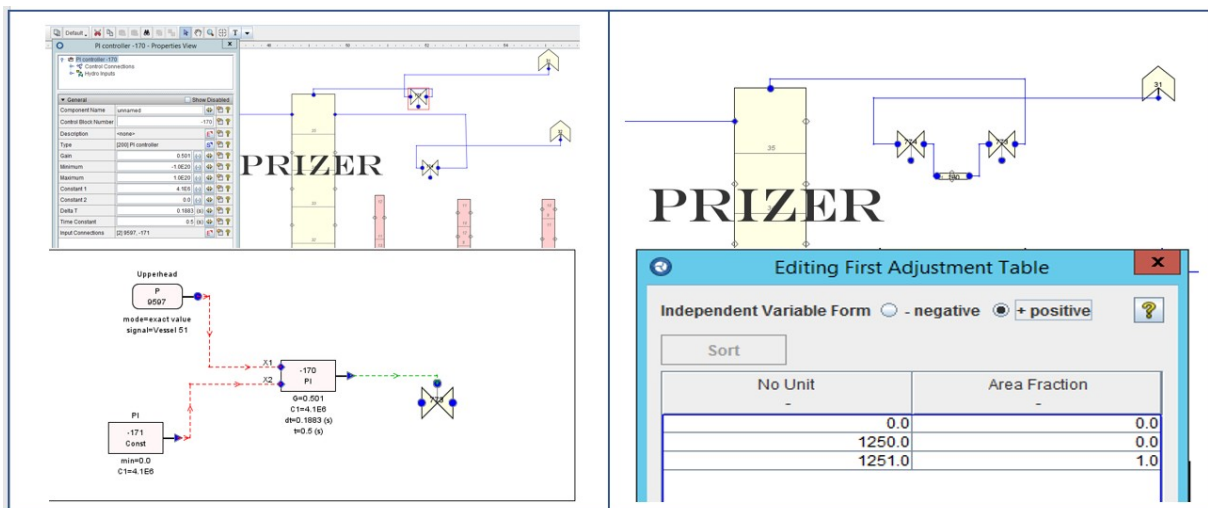 Default
PI controller -170 - Properties View
x
PI controller -170
Control Connections
Hydro Inputs
General
Show Disabled
Component Name unnamed
Control Block Number -170
Description <none>
Type [200] PI controller
Gain 0.501
Minimum -1.0E20
Maximum 1.0E20
Constant 1 4.1E6
Constant 2 0.0
Delta T 0.1883 (s)
Time Constant 0.5 (s)
Input Connections [2] 9597, -171
PRIZER
Upperhead
P
9597
mode=exact value
signal=Vessel 51
X1
X2
-170
PI
G=0.501
C1=4.1E6
dt=0.1883 (s)
t=0.5 (s)
PI
-171
Const
min=0.0
C1=4.1E6
31
35
PRIZER
Editing First Adjustment Table
x
Independent Variable Form - negative + positive ?
Sort
No Unit Area Fraction
- -
0.0 0.0
1250.0 0.0
1251.0 1.0